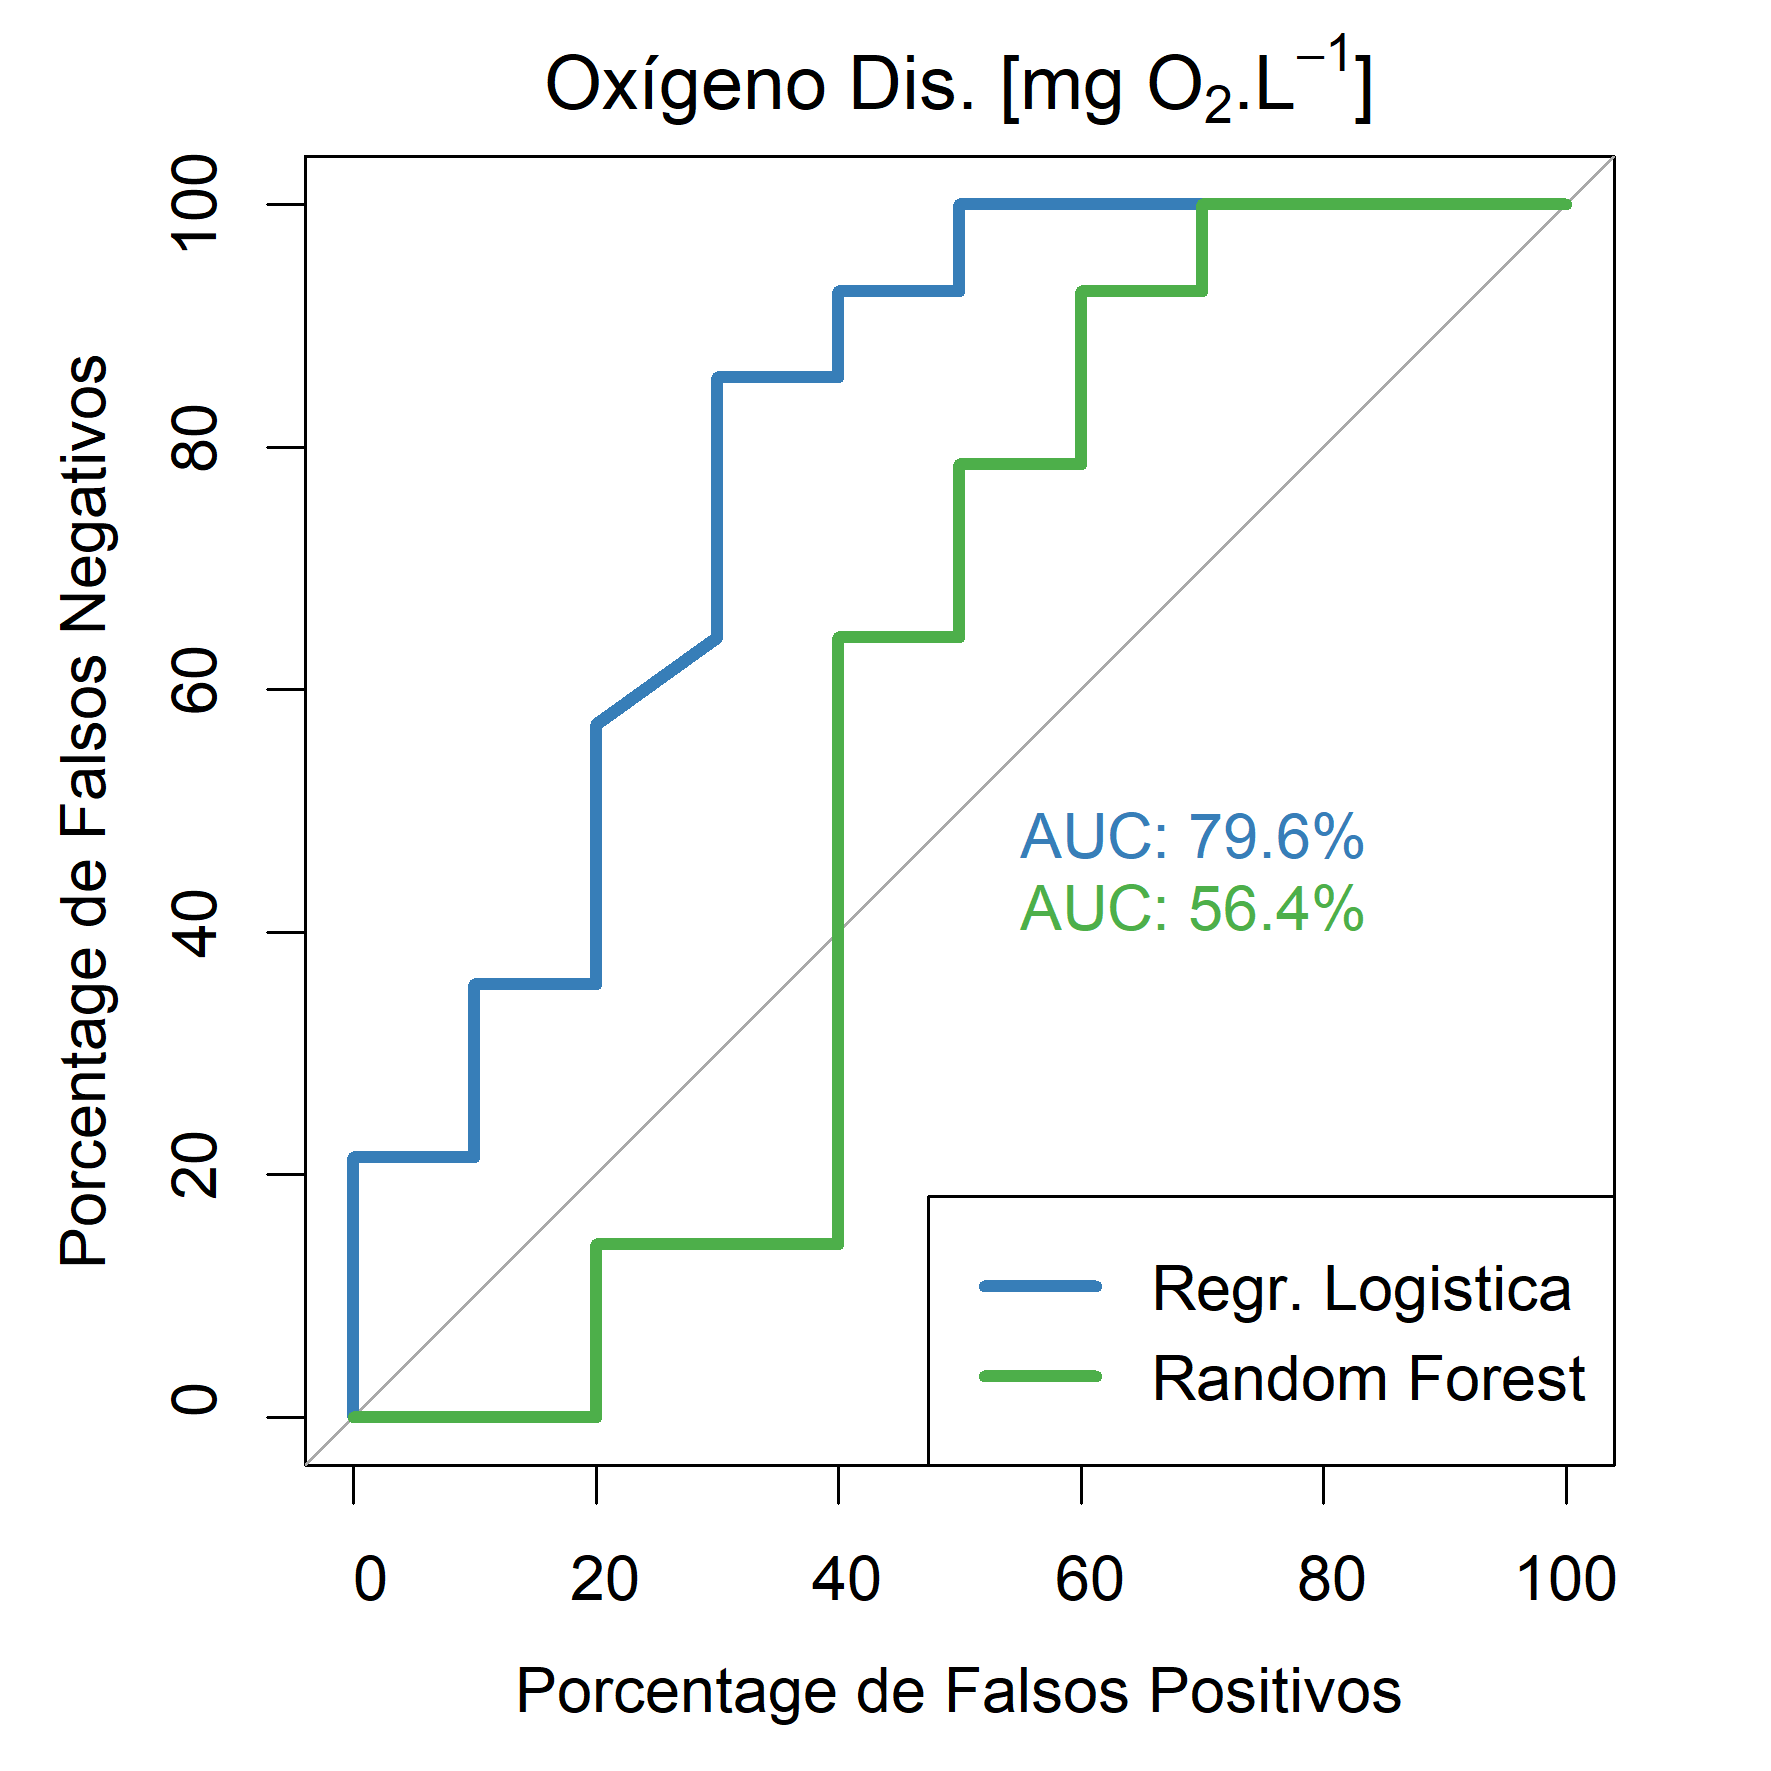 Oxígeno Dis. [mg O₂.L⁻¹]
Porcentage de Falsos Negativos
100
80
60
40
20
0
AUC: 79.6%
AUC: 56.4%
Regr. Logistica
Random Forest
0 20 40 60 80 100
Porcentage de Falsos Positivos